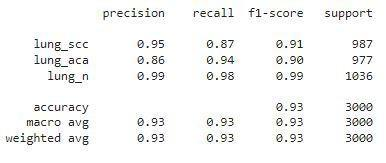 precision recall f1-score support
lung_scc 0.95 0.87 0.91 987
lung_aca 0.86 0.94 0.90 977
lung_n 0.99 0.98 0.99 1036
accuracy 0.93 3000
macro avg 0.93 0.93 0.93 3000
weighted avg 0.93 0.93 0.93 3000